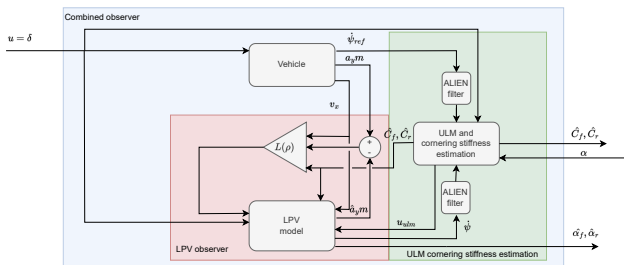 Combined observer
u = δ
ψ̇_ref
a_y m
Vehicle
ALIEN
filter
v_x
Ĉ_f, Ĉ_r
+
-
L(ρ)
ULM and
cornering stiffness
estimation
Ĉ_f, Ĉ_r
α
ALIEN
filter
LPV
model
â_y m
u_ulm
ψ̇
α̂_f, α̂_r
LPV observer
ULM cornering stiffness estimation